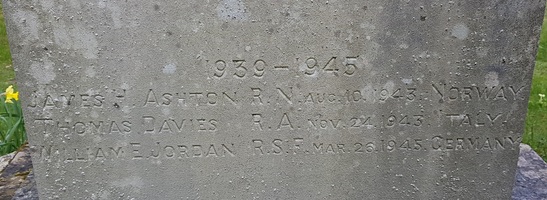 1939 – 1945
JAMES H. ASHTON R.N. AUG. 10. 1943. NORWAY
THOMAS DAVIES R.A. NOV. 24. 1943. ITALY.
WILLIAM E. JORDAN R.S.F. MAR. 26. 1945. GERMANY